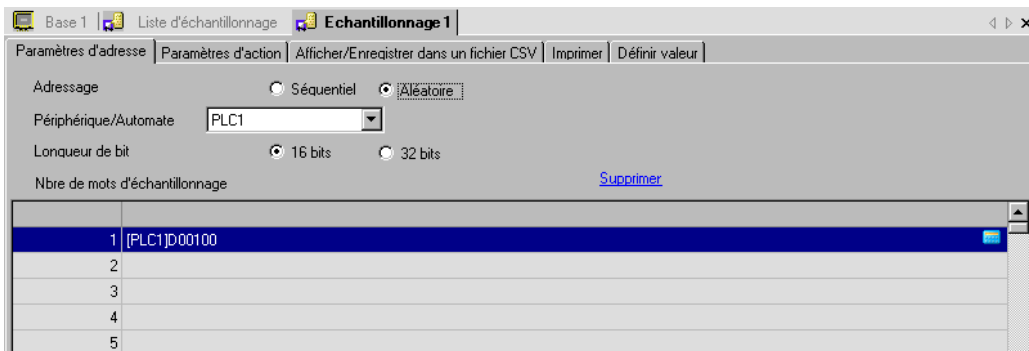 Base 1 Liste d'échantillonnage Echantillonnage 1
Paramètres d'adresse Paramètres d'action Afficher/Enregistrer dans un fichier CSV Imprimer Définir valeur
Adressage Séquentiel Aléatoire
Périphérique/Automate PLC1
Longueur de bit 16 bits 32 bits
Nbre de mots d'échantillonnage Supprimer
1 [PLC1]D00100
2
3
4
5